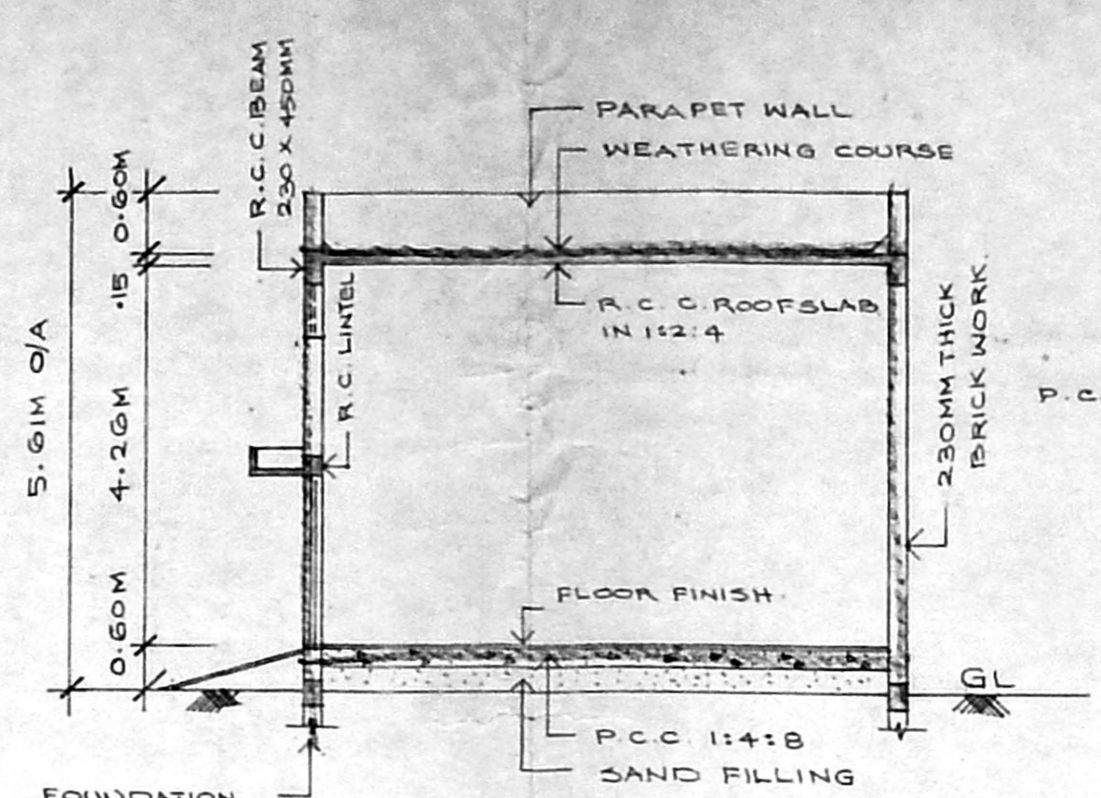 R.C.C.BEAM
230 X 450MM
PARAPET WALL
WEATHERING COURSE
0.60M
.15
4.26M
0.60M
5.61M O/A
R.C. LINTEL
R.C.C. ROOFSLAB
IN 1:2:4
230MM THICK
BRICK WORK.
P.C.
FLOOR FINISH
GL
P.C.C. 1:4:8
SAND FILLING
FOUNDATION